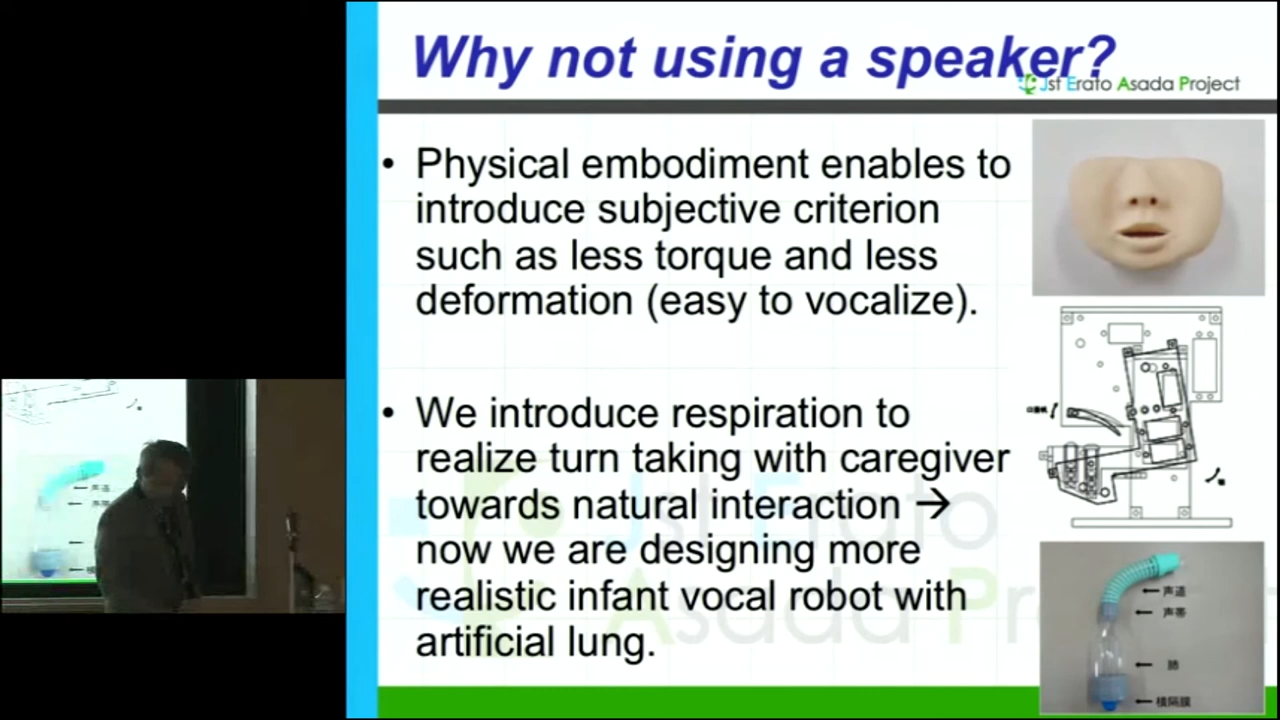 Why not using a speaker?
Jst Erato Asada Project
• Physical embodiment enables to
introduce subjective criterion
such as less torque and less
deformation (easy to vocalize).
• We introduce respiration to
realize turn taking with caregiver
towards natural interaction →
now we are designing more
realistic infant vocal robot with
artificial lung.
声道
声帯
肺
横隔膜